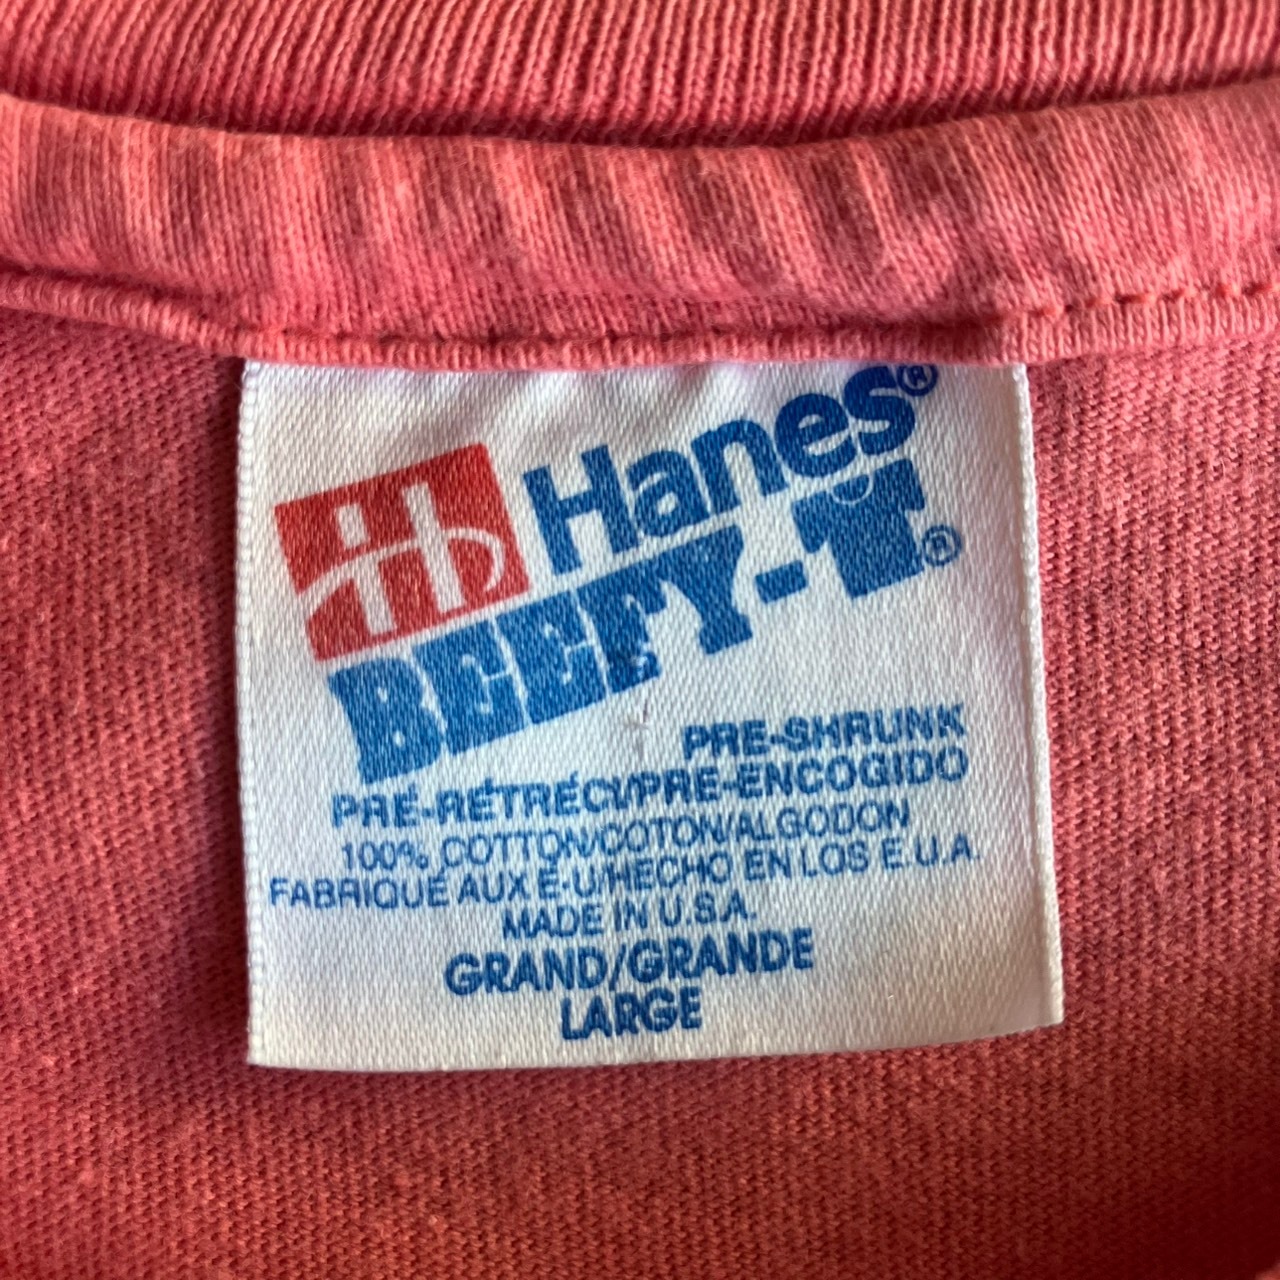 Hanes®
BEEFY-T®
PRE-SHRUNK
PRÉ-RÉTRÉCI/PRE-ENCOGIDO
100% COTTON/COTON/ALGODON
FABRIQUÉ AUX É-U/HECHO EN LOS E.U.A.
MADE IN U.S.A.
GRAND/GRANDE
LARGE